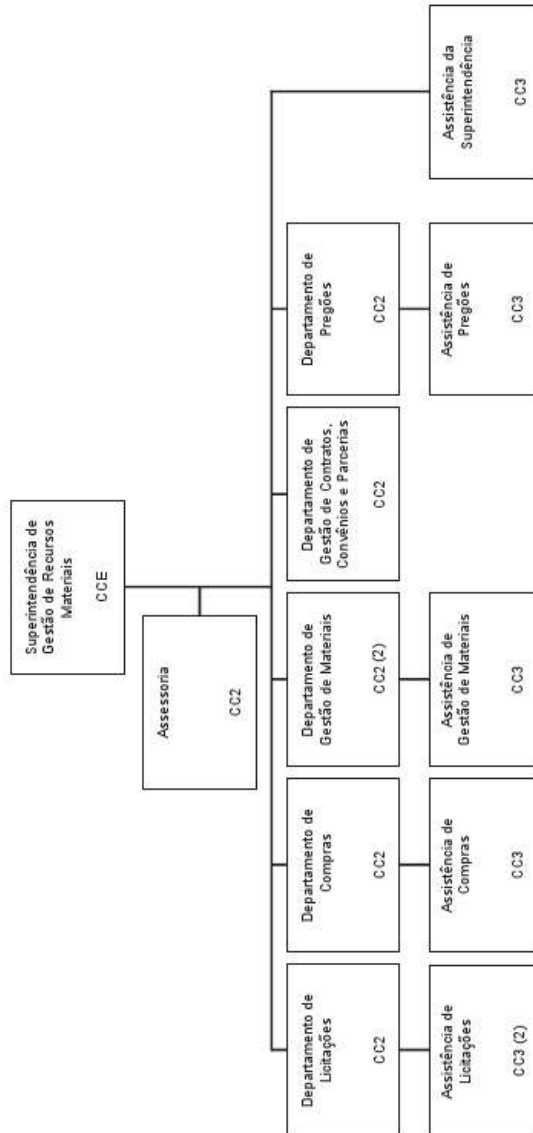 Superintendência de
Gestão de Recursos
Materiais
CCE
Assessoria
CC2
Departamento de
Licitações
CC2
Departamento de
Compras
CC2
Departamento de
Gestão de Materiais
CC2 (2)
Departamento de
Gestão de Contratos,
Convênios e Parcerias
CC2
Departamento de
Pregões
CC2
Assistência de
Licitações
CC3 (2)
Assistência de
Compras
CC3
Assistência de
Gestão de Materiais
CC3
Assistência de
Pregões
CC3
Assistência da
Superintendência
CC3